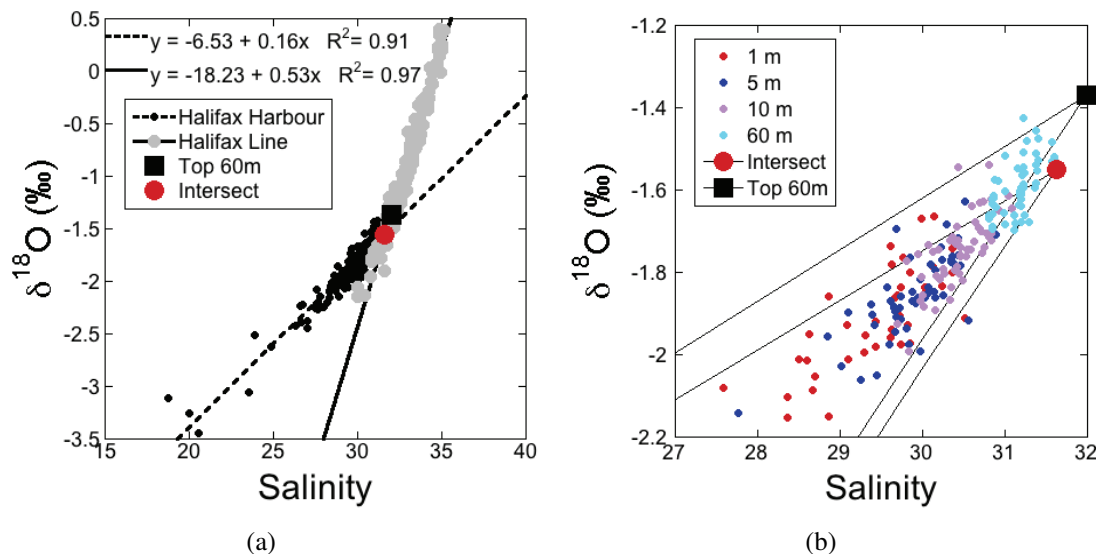 y = -6.53 + 0.16x R² = 0.91
y = -18.23 + 0.53x R² = 0.97
Halifax Harbour
Halifax Line
Top 60m
Intersect
0.5
0
-0.5
-1
-1.5
-2
-2.5
-3
-3.5
δ ¹⁸O (‰)
15 20 25 30 35 40
Salinity
(a)
1 m
5 m
10 m
60 m
Intersect
Top 60m
-1.2
-1.4
-1.6
-1.8
-2
-2.2
δ ¹⁸O (‰)
27 28 29 30 31 32
Salinity
(b)